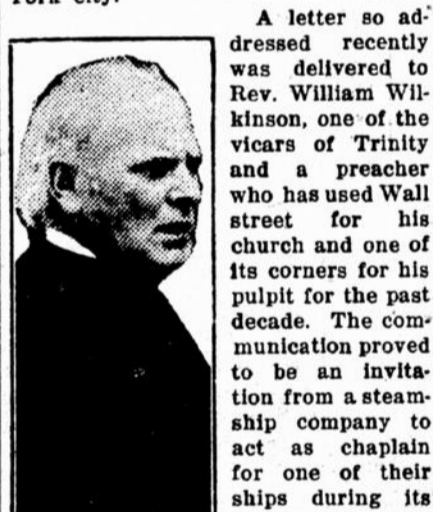 York City.
A letter so ad-
dressed recently
was delivered to
Rev. William Wil-
kinson, one of the
vicars of Trinity
and a preacher
who has used Wall
street for his
church and one of
its corners for his
pulpit for the past
decade. The com-
munication proved
to be an invita-
tion from a steam-
ship company to
act as chaplain
for one of their
ships during its